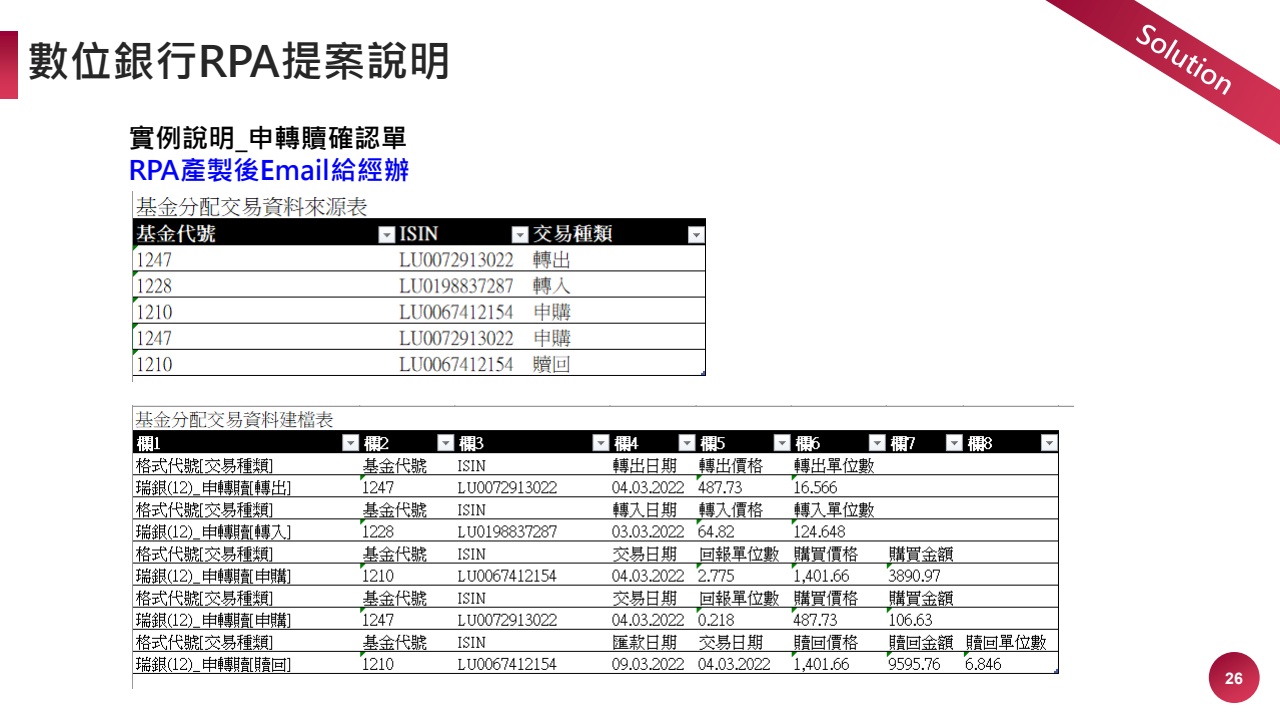 數位銀行RPA提案說明
Solution
實例說明_申轉贖確認單
RPA產製後Email給經辦
基金分配交易資料來源表
基金代號 ISIN 交易種類
1247 LU0072913022 轉出
1228 LU0198837287 轉入
1210 LU0067412154 申購
1247 LU0072913022 申購
1210 LU0067412154 贖回
基金分配交易資料建檔表
欄1 欄2 欄3 欄4 欄5 欄6 欄7 欄8
格式代號[交易種類] 基金代號 ISIN 轉出日期 轉出價格 轉出單位數
瑞銀(12)_申轉贖[轉出] 1247 LU0072913022 04.03.2022 487.73 16.566
格式代號[交易種類] 基金代號 ISIN 轉入日期 轉入價格 轉入單位數
瑞銀(12)_申轉贖[轉入] 1228 LU0198837287 03.03.2022 64.82 124.648
格式代號[交易種類] 基金代號 ISIN 交易日期 回報單位數 購買價格 購買金額
瑞銀(12)_申轉贖[申購] 1210 LU0067412154 04.03.2022 2.775 1,401.66 3890.97
格式代號[交易種類] 基金代號 ISIN 交易日期 回報單位數 購買價格 購買金額
瑞銀(12)_申轉贖[申購] 1247 LU0072913022 04.03.2022 0.218 487.73 106.63
格式代號[交易種類] 基金代號 ISIN 匯款日期 交易日期 贖回價格 贖回金額 贖回單位數
瑞銀(12)_申轉贖[贖回] 1210 LU0067412154 09.03.2022 04.03.2022 1,401.66 9595.76 6.846
26